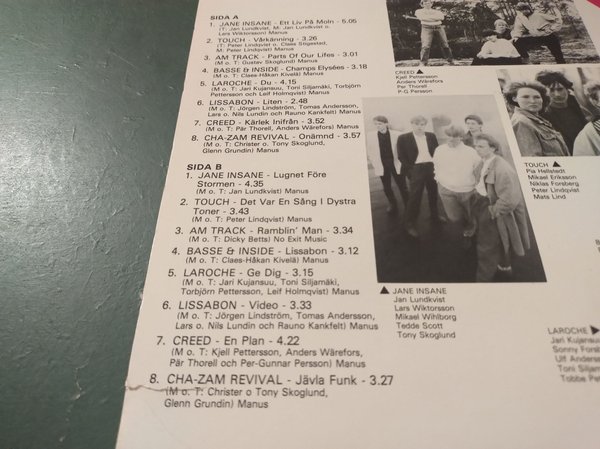 SIDA A
1. JANE INSANE - Ett Liv På Moln - 5.05
(T: Jan Lundkvist, M: Jan Lundkvist o.
Lars Wiktorsson) Manus
2. TOUCH - Vårkänning - 3.26
(M o. T: Peter Lindqvist o. Claes Stigestad,
M: Peter Lindqvist) Manus
3. AM TRACK - Parts Of Our Lifes - 3.01
(M o. T: Gustav Skoglund) Manus
4. BASSE & INSIDE - Champs Elysées - 3.18
(M o. T: Claes-Håkan Kivelä) Manus
5. LAROCHE - Du - 4.15
(M o. T: Jari Kujansuu, Toni Siljamäki, Torbjörn
Pettersson och Leif Holmqvist) Manus
6. LISSABON - Liten - 2.48
(M o. T: Jörgen Lindström, Tomas Andersson,
Lars o. Nils Lundin och Rauno Kankfelt) Manus
7. CREED - Kärlek Inifrån - 3.52
(M o. T: Pär Thorell, Anders Wärefors) Manus
8. CHA-ZAM REVIVAL - Onämnd - 3.57
(M o. T: Christer o. Tony Skoglund,
Glenn Grundin) Manus
SIDA B
1. JANE INSANE - Lugnet Före
Stormen - 4.35
(M o. T: Jan Lundkvist) Manus
2. TOUCH - Det Var En Sång I Dystra
Toner - 3.43
(M o. T: Peter Lindqvist) Manus
3. AM TRACK - Ramblin' Man - 3.34
(M o. T: Dicky Betts) No Exit Music
4. BASSE & INSIDE - Lissabon - 3.12
(M o. T: Claes-Håkan Kivelä) Manus
5. LAROCHE - Ge Dig - 3.15
(M o. T: Jari Kujansuu, Toni Siljamäki,
Torbjörn Pettersson, Leif Holmqvist) Manus
6. LISSABON - Video - 3.33
(M o. T: Jörgen Lindström, Tomas Andersson,
Lars o. Nils Lundin och Rauno Kankfelt) Manus
7. CREED - En Plan - 4.22
(M o. T: Kjell Pettersson, Anders Wärefors,
Pär Thorell och Per-Gunnar Persson) Manus
8. CHA-ZAM REVIVAL - Jävla Funk - 3.27
(M o. T: Christer o Tony Skoglund,
Glenn Grundin) Manus
CREED ▲
Kjell Pettersson
Anders Wärefors
Per Thorell
P-G Persson
TOUCH ▲
Pia Hellstedt
Mikael Eriksson
Niklas Forsberg
Peter Lindqvist
Mats Lind
▲ JANE INSANE
Jan Lundkvist
Lars Wiktorsson
Mikael Wihlborg
Tedde Scott
Tony Skoglund
LAROCHE ▶
Jari Kujansuu
Sonny Fors
Ulf Anders
Toni Siljam
Tobbe Pet